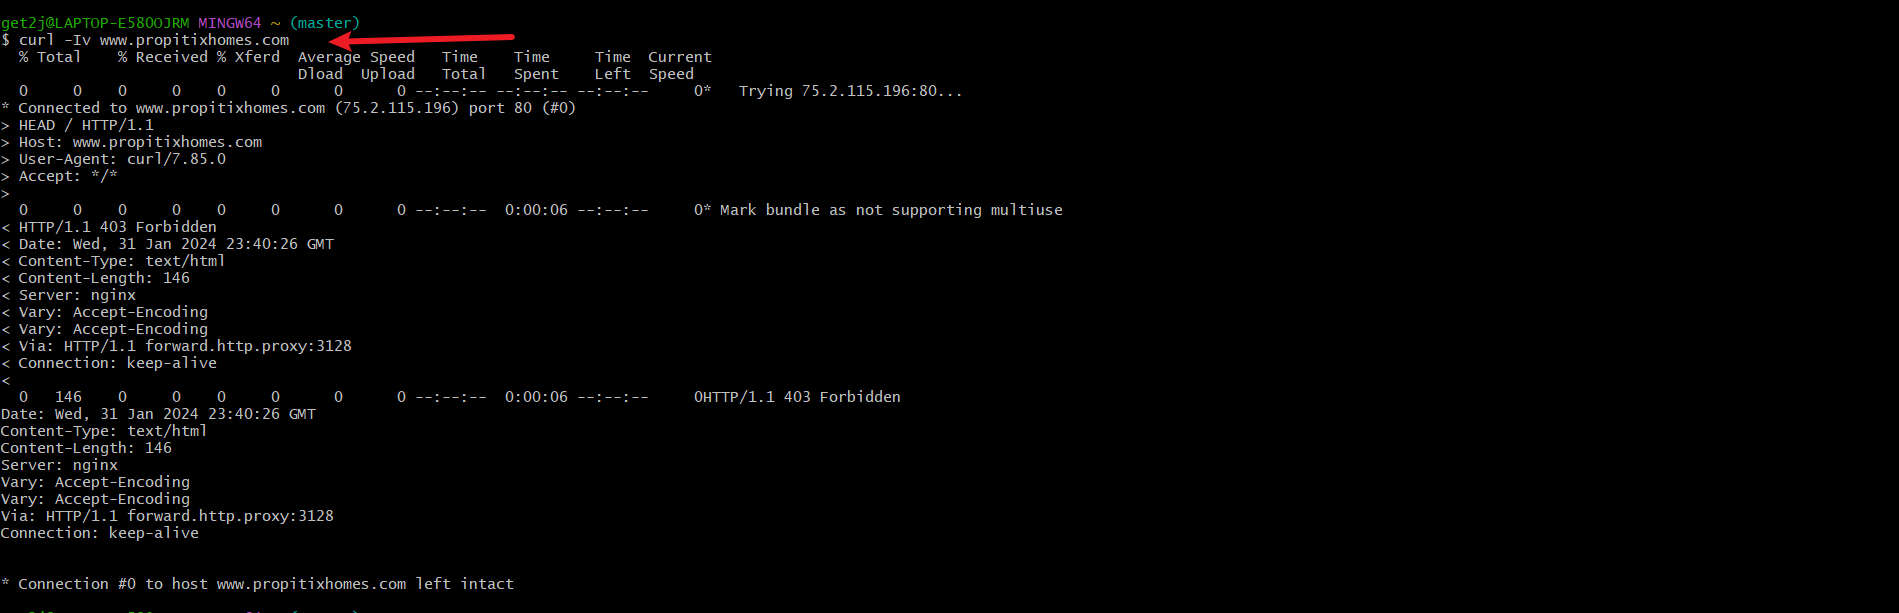 get2j@LAPTOP-E58OOJRM MINGW64 ~ (master)
$ curl -Iv www.propitixhomes.com
  % Total    % Received % Xferd  Average Speed   Time    Time     Time  Current
                                 Dload  Upload   Total   Spent    Left  Speed
  0     0    0     0    0     0      0      0 --:--:-- --:--:-- --:--:--     0*   Trying 75.2.115.196:80...
* Connected to www.propitixhomes.com (75.2.115.196) port 80 (#0)
> HEAD / HTTP/1.1
> Host: www.propitixhomes.com
> User-Agent: curl/7.85.0
> Accept: */*
>
  0     0    0     0    0     0      0      0 --:--:--  0:00:06 --:--:--     0* Mark bundle as not supporting multiuse
< HTTP/1.1 403 Forbidden
< Date: Wed, 31 Jan 2024 23:40:26 GMT
< Content-Type: text/html
< Content-Length: 146
< Server: nginx
< Vary: Accept-Encoding
< Vary: Accept-Encoding
< Via: HTTP/1.1 forward.http.proxy:3128
< Connection: keep-alive
<
  0   146    0     0    0     0      0      0 --:--:--  0:00:06 --:--:--     0HTTP/1.1 403 Forbidden
Date: Wed, 31 Jan 2024 23:40:26 GMT
Content-Type: text/html
Content-Length: 146
Server: nginx
Vary: Accept-Encoding
Vary: Accept-Encoding
Via: HTTP/1.1 forward.http.proxy:3128
Connection: keep-alive
* Connection #0 to host www.propitixhomes.com left intact